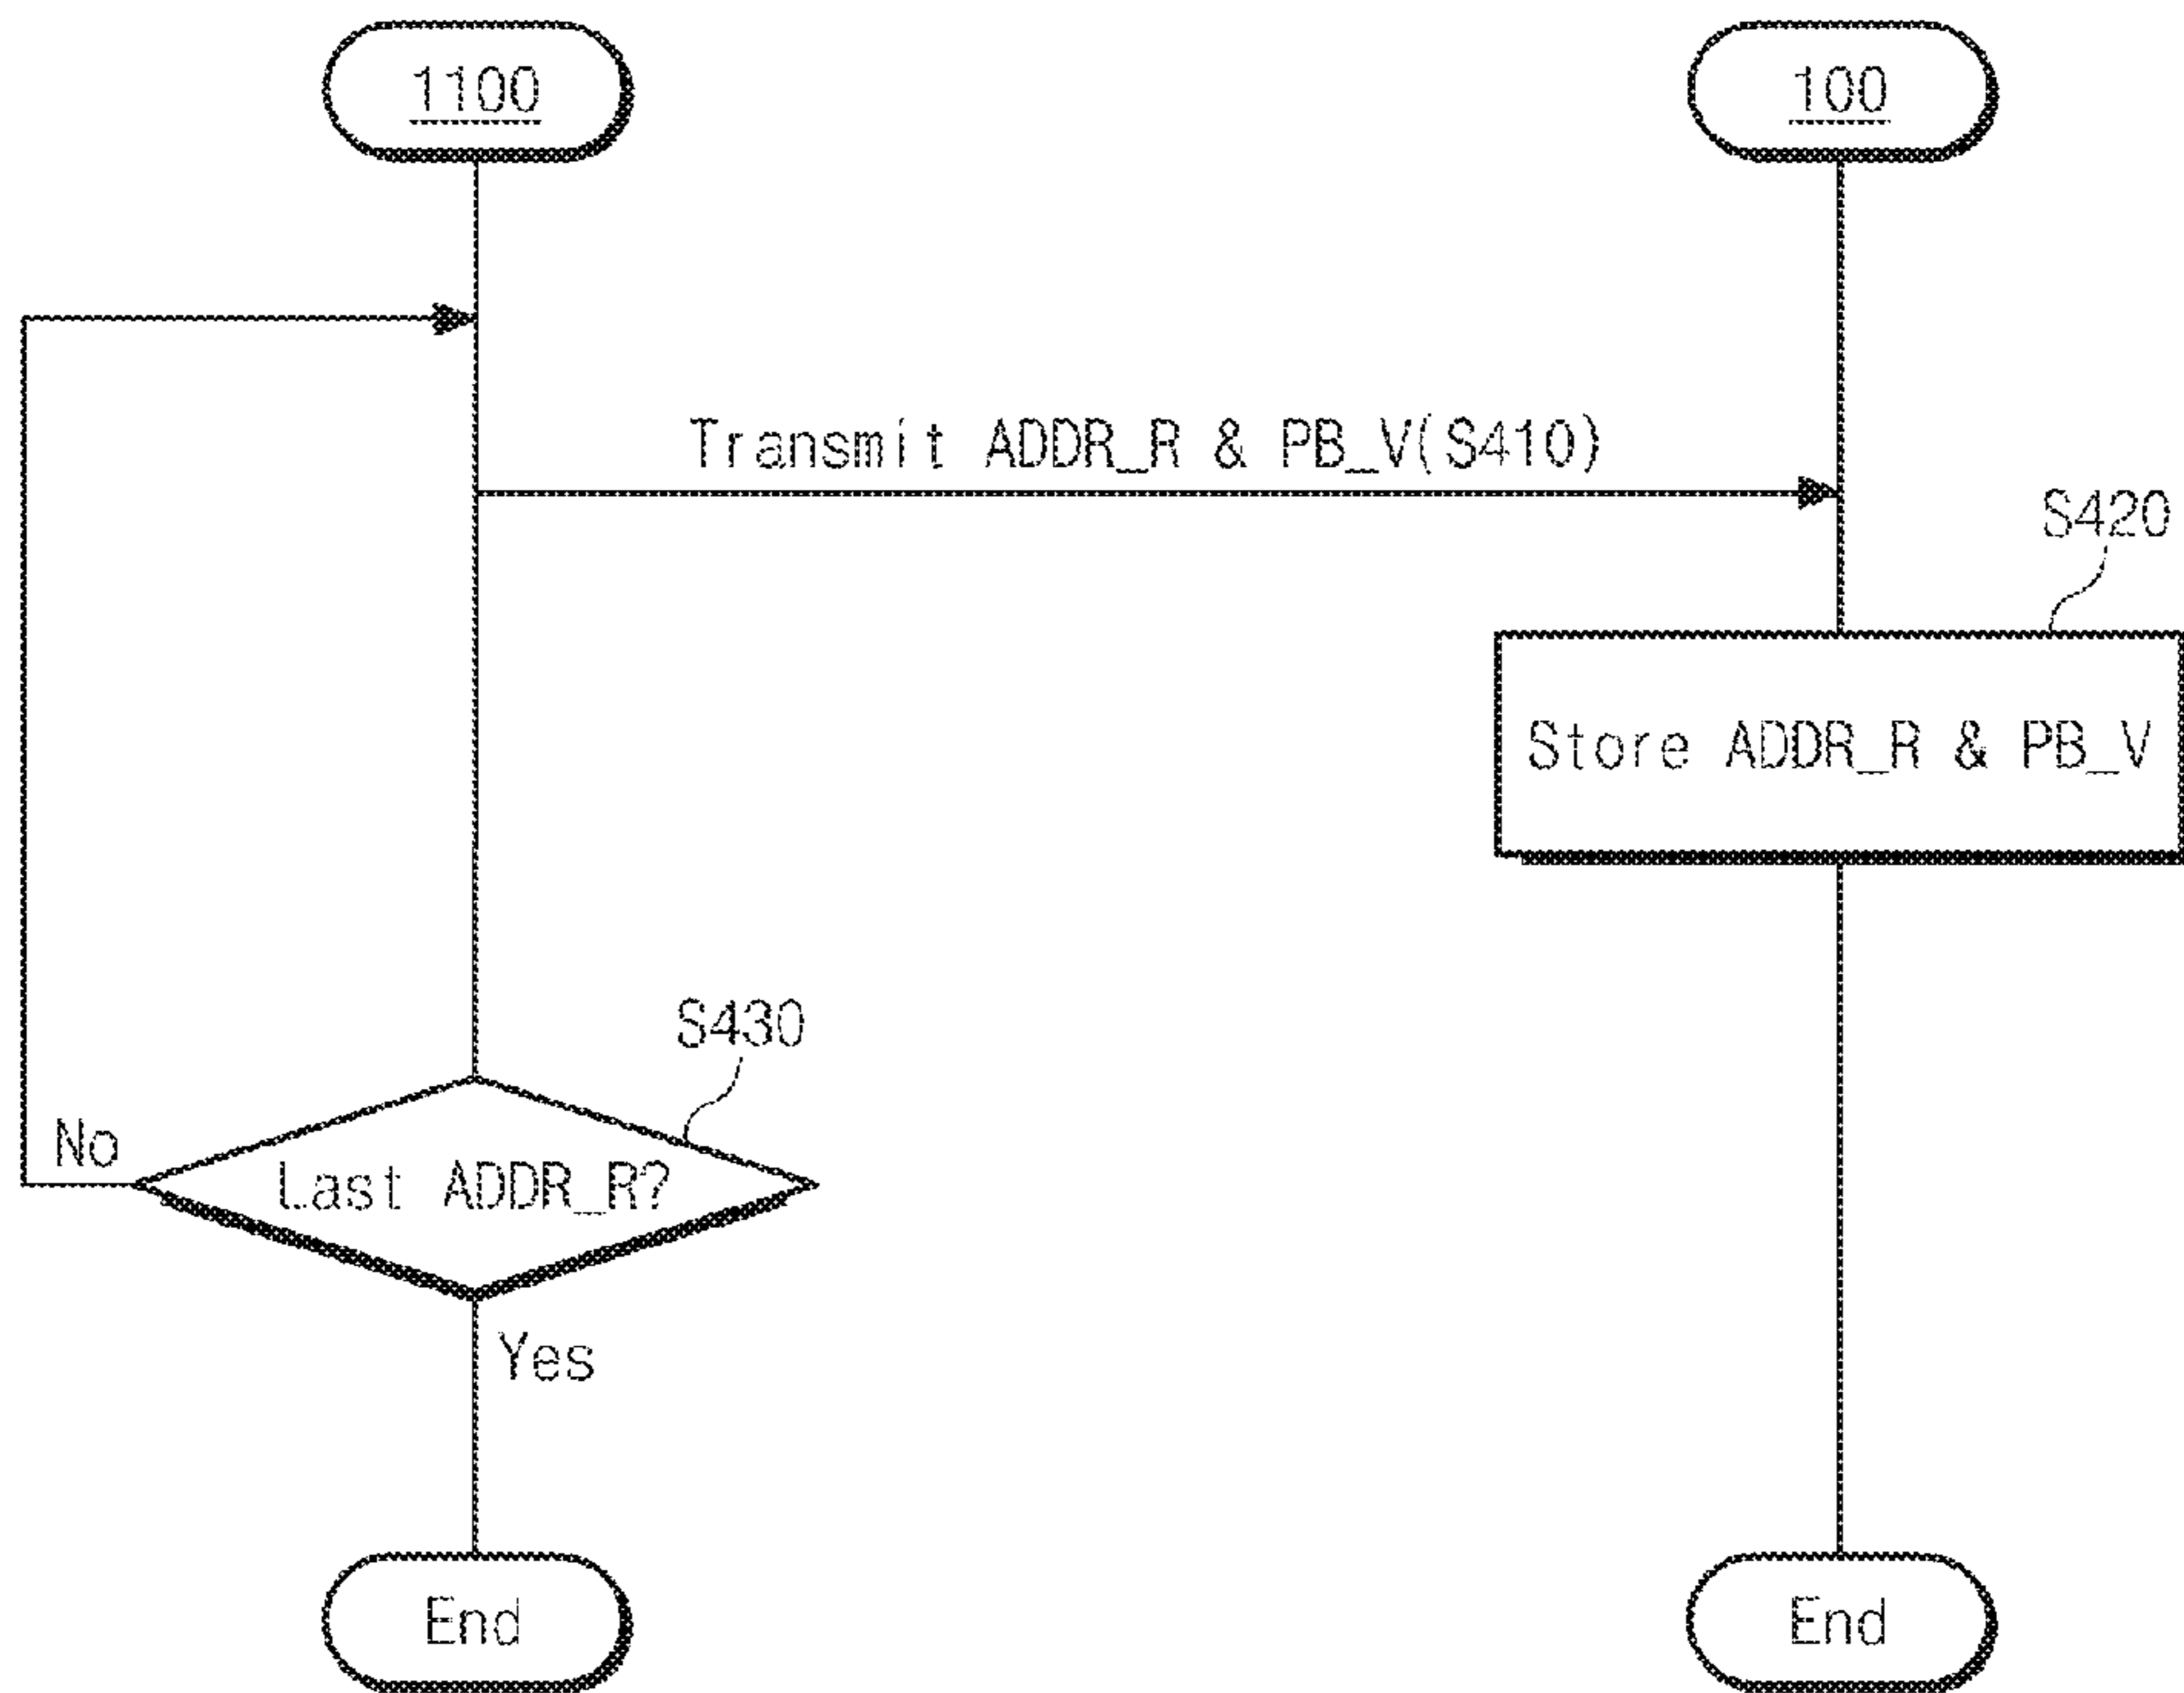 1100
100
Transmit ADDR_R & PB_V(S410)
S420
Store ADDR_R & PB_V
S430
No
Last ADDR_R?
Yes
End
End